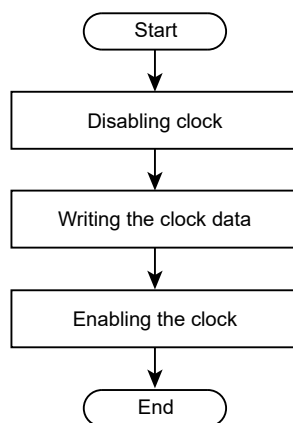 Start
Disabling clock
Writing the clock data
Enabling the clock
End